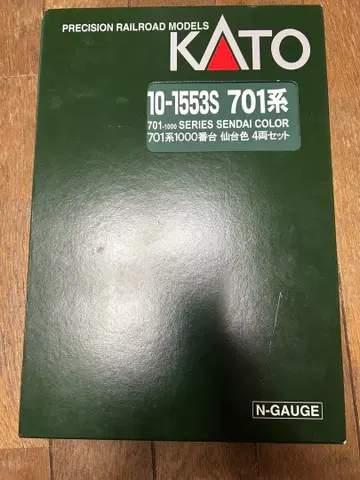 PRECISION RAILROAD MODELS
KATO
10-1553S 701系
701-1000 SERIES SENDAI COLOR
701系1000番台 仙台色 4両セット
N-GAUGE